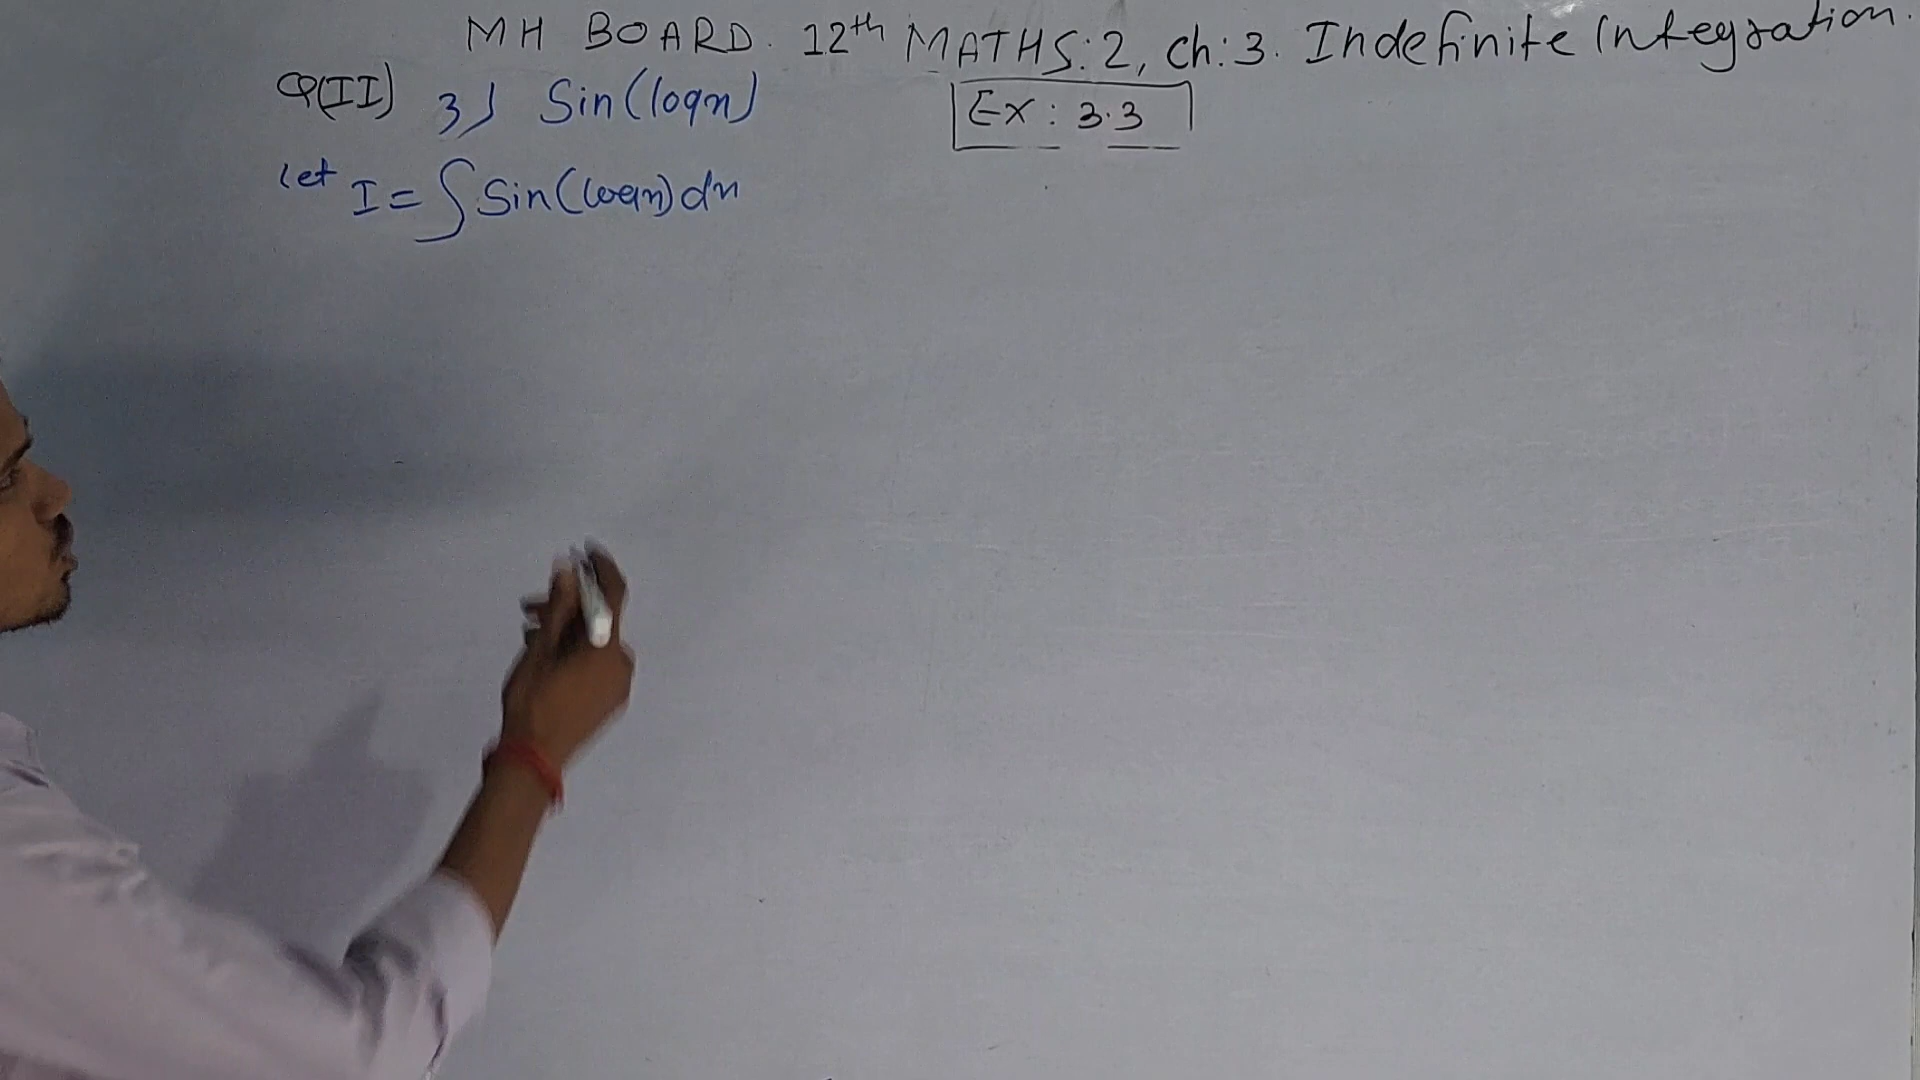 MH BOARD. 12th MATHS: 2, Ch: 3. Indefinite Integration.
Q(II) 3) Sin(logx)
Ex: 3.3
let I = ∫ Sin(logx) dx